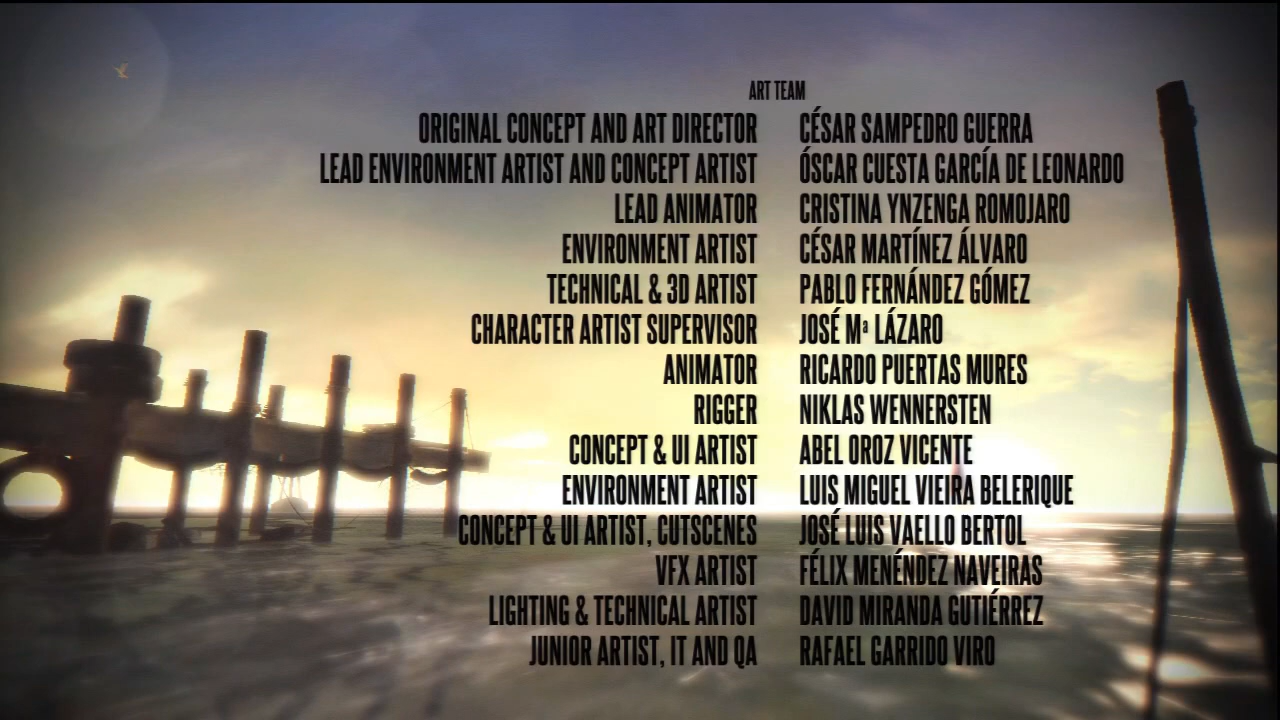 ART TEAM
ORIGINAL CONCEPT AND ART DIRECTOR CÉSAR SAMPEDRO GUERRA
LEAD ENVIRONMENT ARTIST AND CONCEPT ARTIST ÓSCAR CUESTA GARCÍA DE LEONARDO
LEAD ANIMATOR CRISTINA YNZENGA ROMOJARO
ENVIRONMENT ARTIST CÉSAR MARTÍNEZ ÁLVARO
TECHNICAL & 3D ARTIST PABLO FERNÁNDEZ GÓMEZ
CHARACTER ARTIST SUPERVISOR JOSÉ Mª LÁZARO
ANIMATOR RICARDO PUERTAS MURES
RIGGER NIKLAS WENNERSTEN
CONCEPT & UI ARTIST ABEL OROZ VICENTE
ENVIRONMENT ARTIST LUIS MIGUEL VIEIRA BELERIQUE
CONCEPT & UI ARTIST, CUTSCENES JOSÉ LUIS VAELLO BERTOL
VFX ARTIST FÉLIX MENÉNDEZ NAVEIRAS
LIGHTING & TECHNICAL ARTIST DAVID MIRANDA GUTIÉRREZ
JUNIOR ARTIST, IT AND QA RAFAEL GARRIDO VIRO